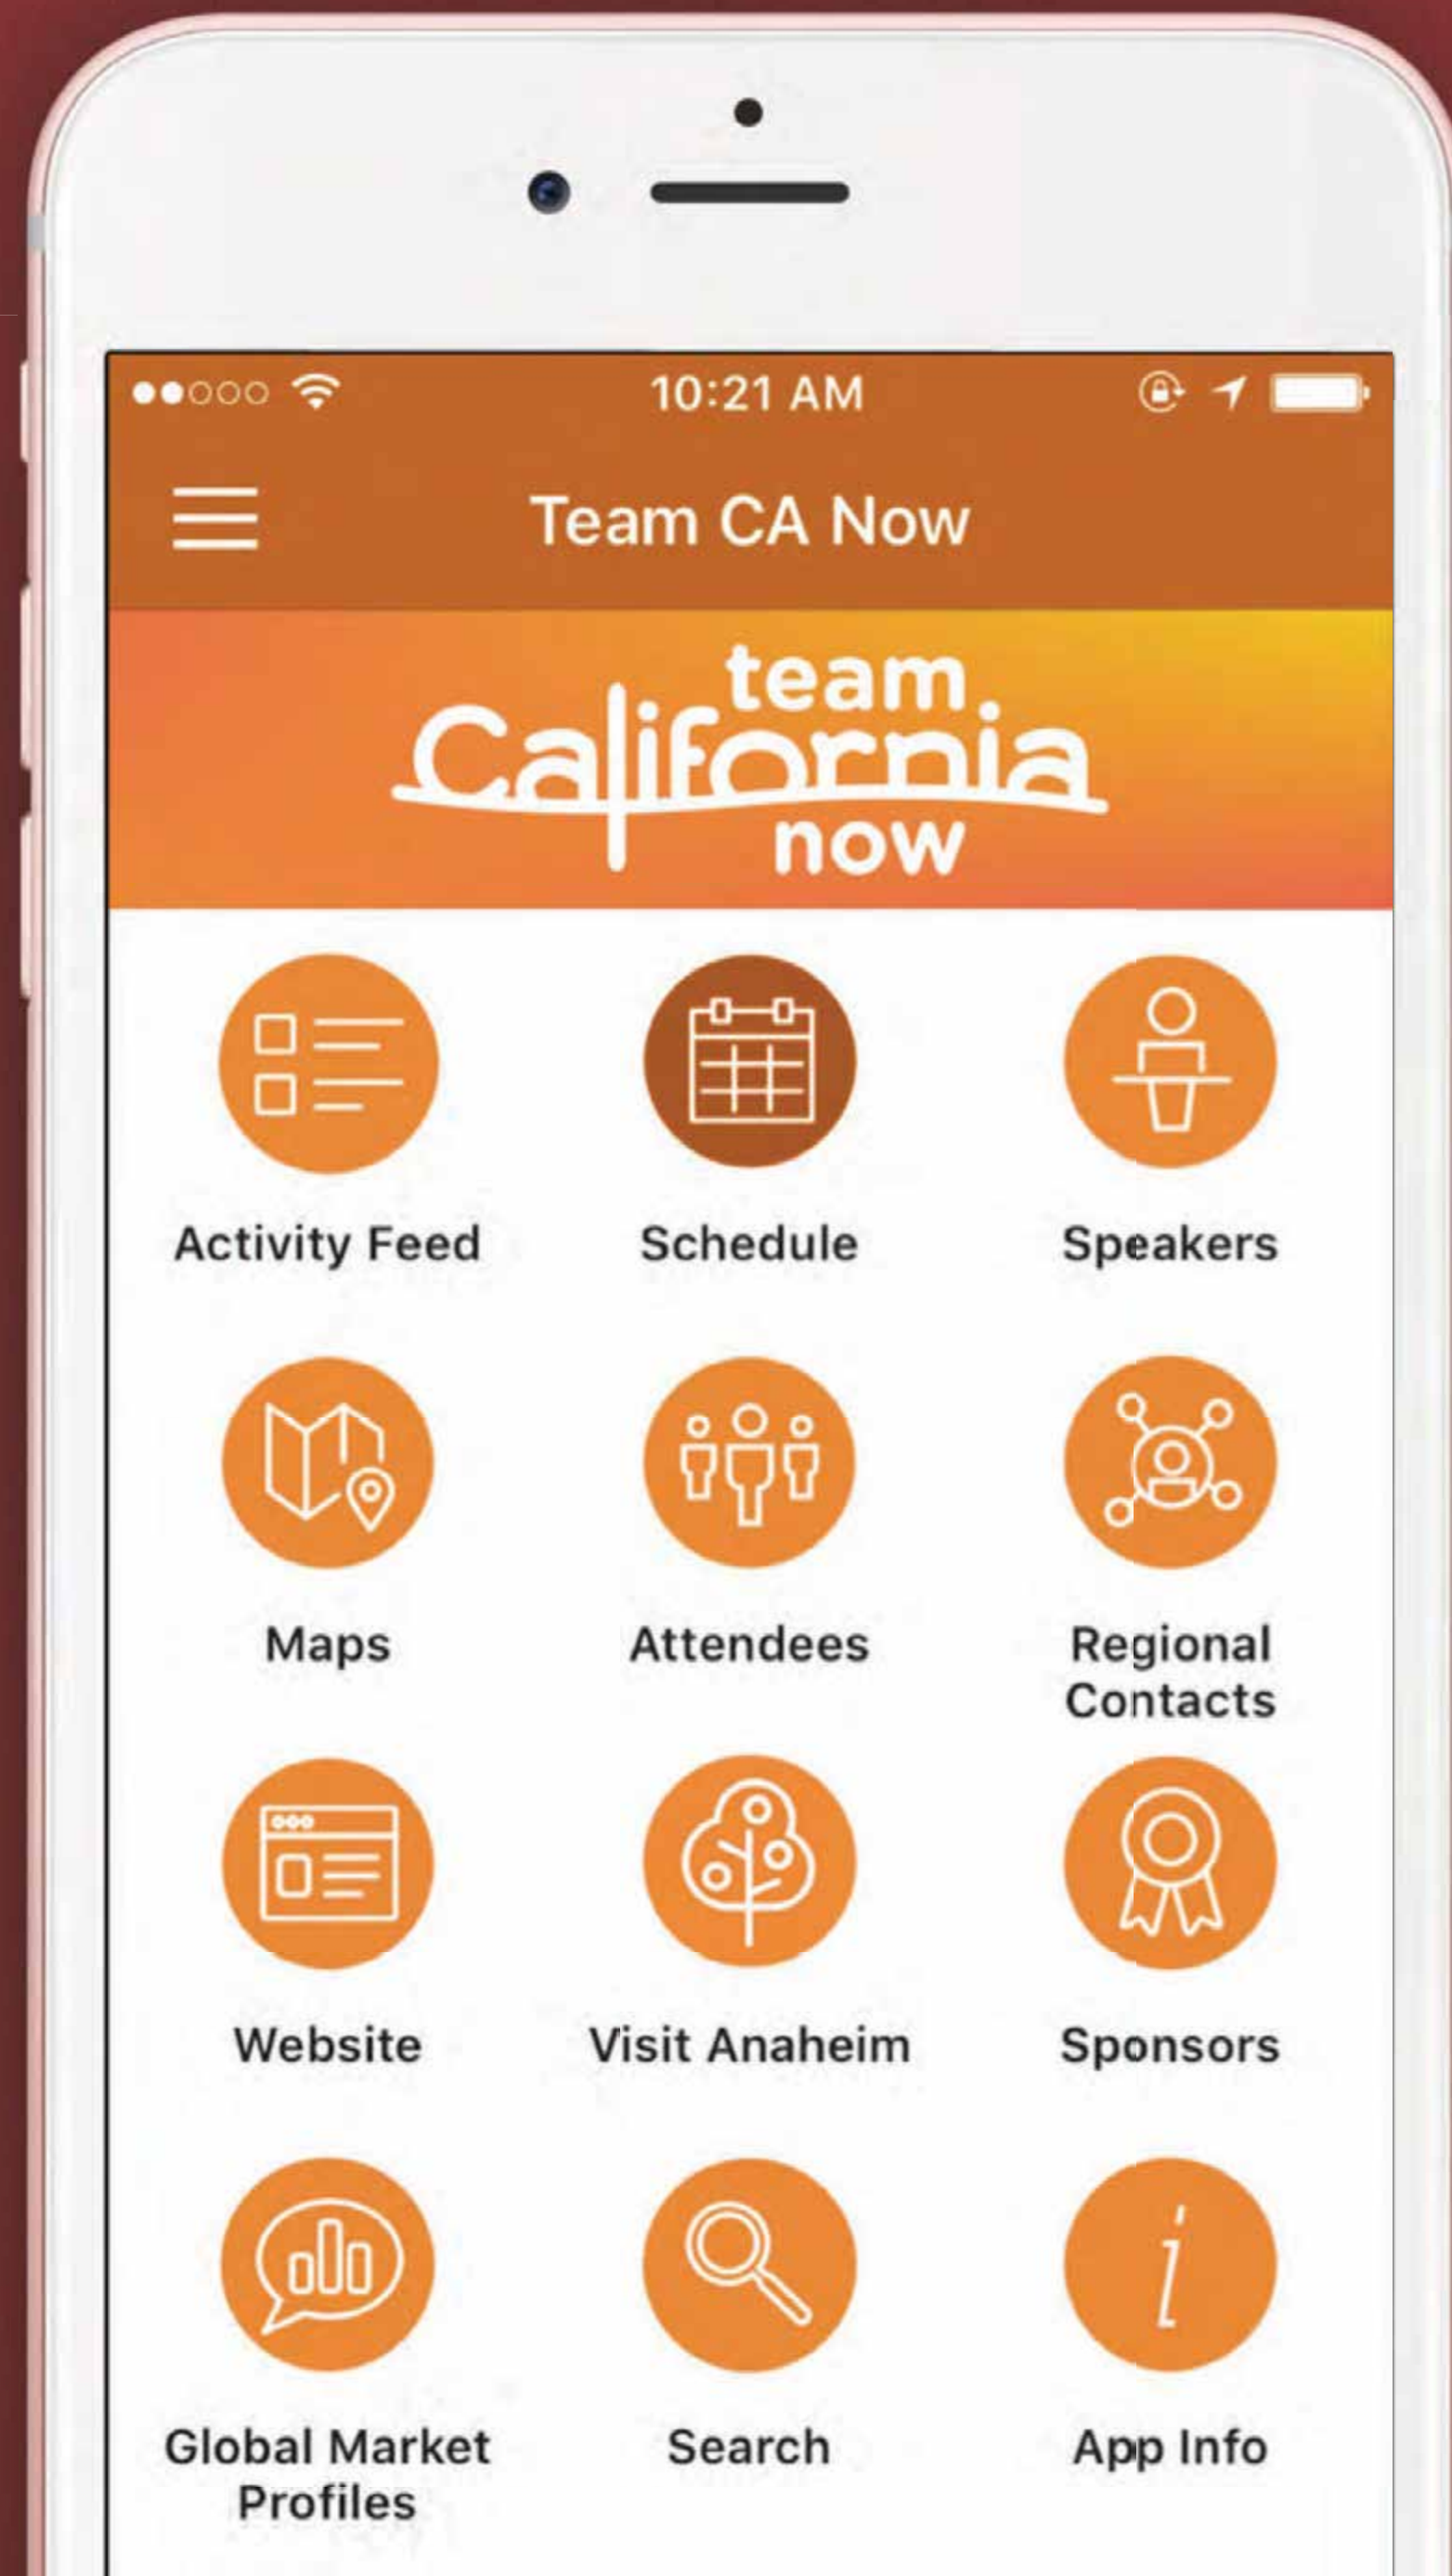 10:21 AM
Team CA Now
team
California
now
Activity Feed
Schedule
Speakers
Maps
Attendees
Regional
Contacts
Website
Visit Anaheim
Sponsors
Global Market
Profiles
Search
App Info